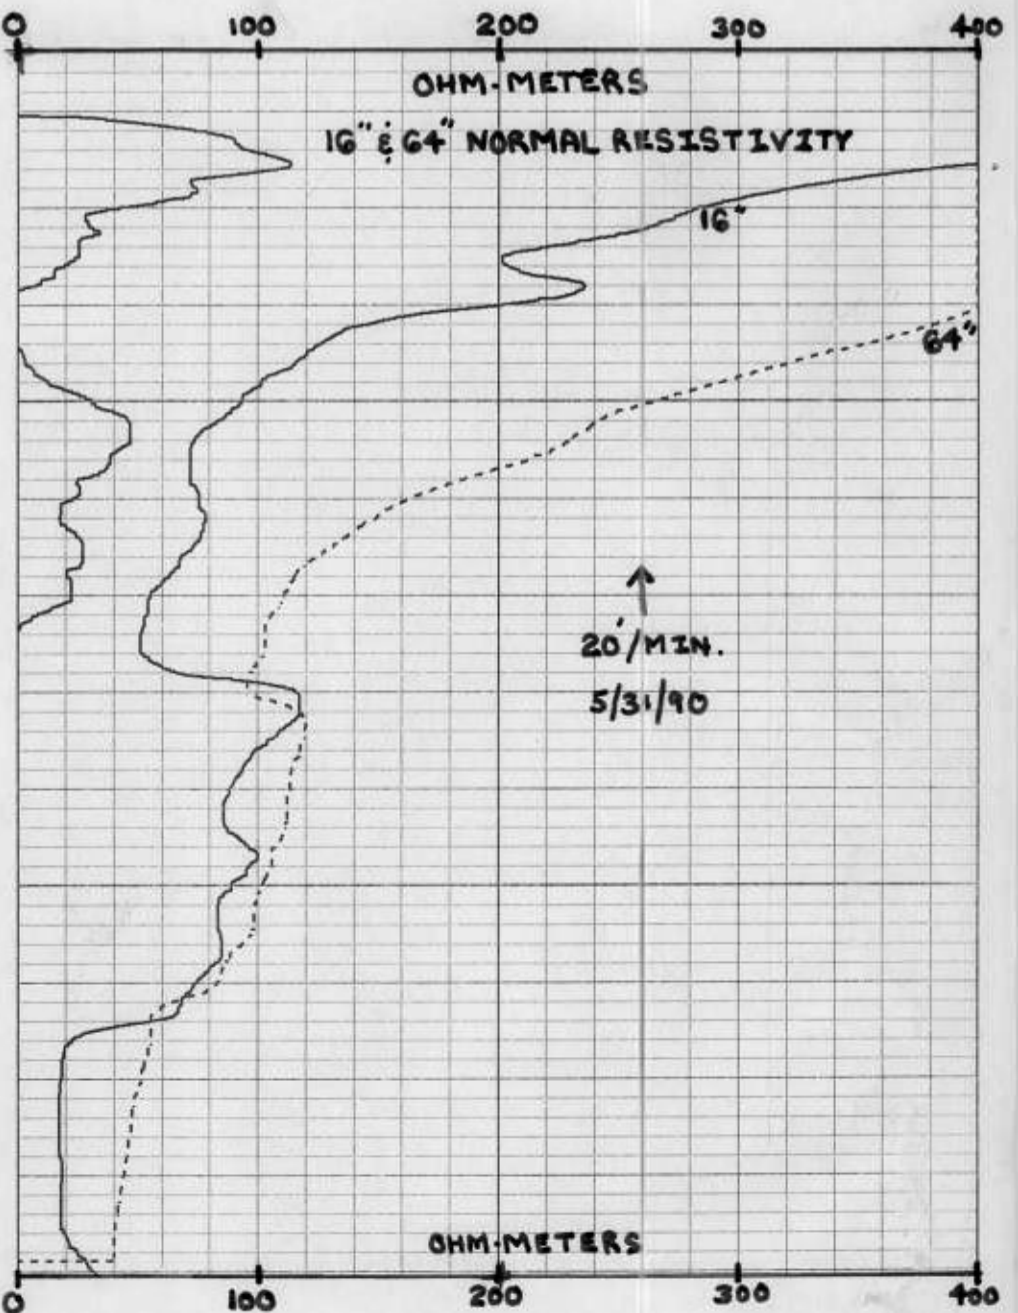 0 100 200 300 400
OHM-METERS
16" & 64" NORMAL RESISTIVITY
16"
64"
20'/MIN.
5/31/90
OHM-METERS
0 100 200 300 400